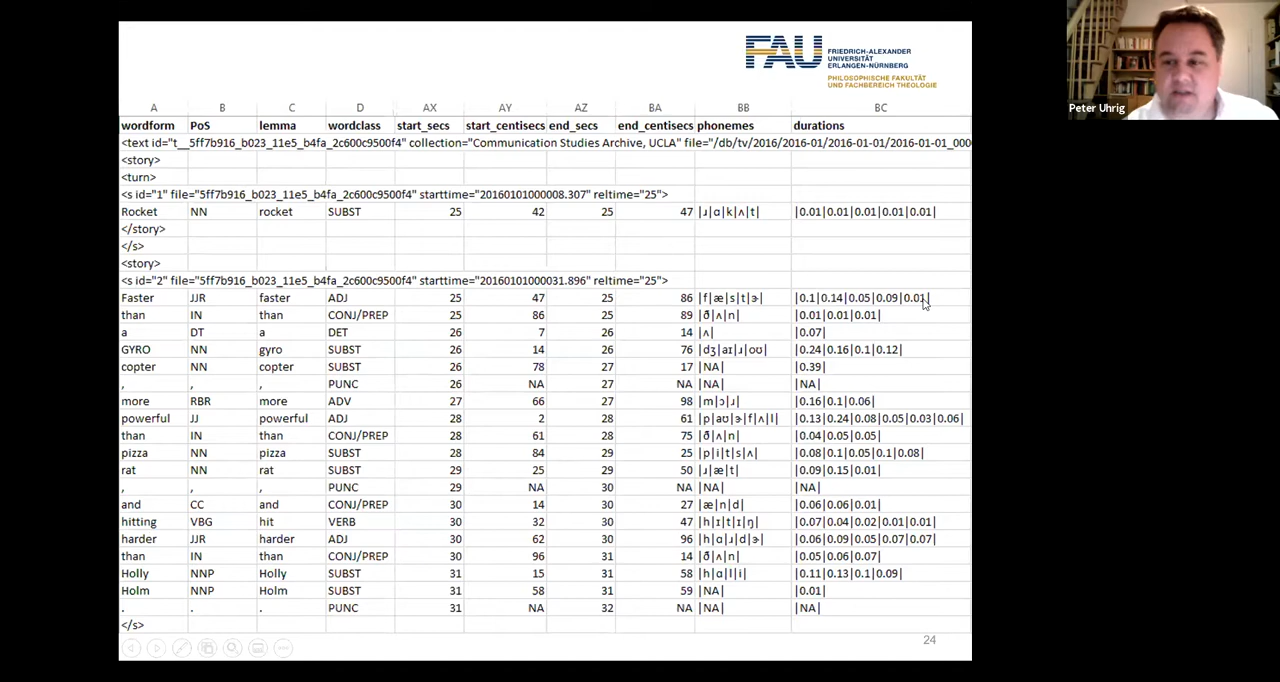 FAU FRIEDRICH-ALEXANDER
UNIVERSITÄT
ERLANGEN-NÜRNBERG
PHILOSOPHISCHE FAKULTÄT
UND FACHBEREICH THEOLOGIE
Peter Uhrig
A B C D AX AY AZ BA BB BC
wordform PoS lemma wordclass start_secs start_centisecs end_secs end_centisecs phonemes durations
<text id="t__5ff7b916_b023_11e5_b4fa_2c600c9500f4" collection="Communication Studies Archive, UCLA" file="/db/tv/2016/2016-01/2016-01-01/2016-01-01_000
<story>
<turn>
<s id="1" file="5ff7b916_b023_11e5_b4fa_2c600c9500f4" starttime="20160101000008.307" reltime="25">
Rocket NN rocket SUBST 25 42 25 47 |ɹ|ɑ|k|ʌ|t| |0.01|0.01|0.01|0.01|0.01|
</story>
</s>
<story>
<s id="2" file="5ff7b916_b023_11e5_b4fa_2c600c9500f4" starttime="20160101000031.896" reltime="25">
Faster JJR faster ADJ 25 47 25 86 |f|æ|s|t|ɚ| |0.1|0.14|0.05|0.09|0.01|
than IN than CONJ/PREP 25 86 25 89 |ð|ʌ|n| |0.01|0.01|0.01|
a DT a DET 26 7 26 14 |ʌ| |0.07|
GYRO NN gyro SUBST 26 14 26 76 |dʒ|aɪ|ɹ|oʊ| |0.24|0.16|0.1|0.12|
copter NN copter SUBST 26 78 27 17 |NA| |0.39|
, , , PUNC 26 NA 27 NA |NA| |NA|
more RBR more ADV 27 66 27 98 |m|ɔ|ɹ| |0.16|0.1|0.06|
powerful JJ powerful ADJ 28 2 28 61 |p|aʊ|ɚ|f|ʌ|l| |0.13|0.24|0.08|0.05|0.03|0.06|
than IN than CONJ/PREP 28 61 28 75 |ð|ʌ|n| |0.04|0.05|0.05|
pizza NN pizza SUBST 28 84 29 25 |p|i|t|s|ʌ| |0.08|0.1|0.05|0.1|0.08|
rat NN rat SUBST 29 25 29 50 |ɹ|æ|t| |0.09|0.15|0.01|
, , , PUNC 29 NA 30 NA |NA| |NA|
and CC and CONJ/PREP 30 14 30 27 |æ|n|d| |0.06|0.06|0.01|
hitting VBG hit VERB 30 32 30 47 |h|ɪ|t|ɪ|ŋ| |0.07|0.04|0.02|0.01|0.01|
harder JJR harder ADJ 30 62 30 96 |h|ɑ|ɹ|d|ɚ| |0.06|0.09|0.05|0.07|0.07|
than IN than CONJ/PREP 30 96 31 14 |ð|ʌ|n| |0.05|0.06|0.07|
Holly NNP Holly SUBST 31 15 31 58 |h|ɑ|l|i| |0.11|0.13|0.1|0.09|
Holm NNP Holm SUBST 31 58 31 59 |NA| |0.01|
. . . PUNC 31 NA 32 NA |NA| |NA|
</s>
24